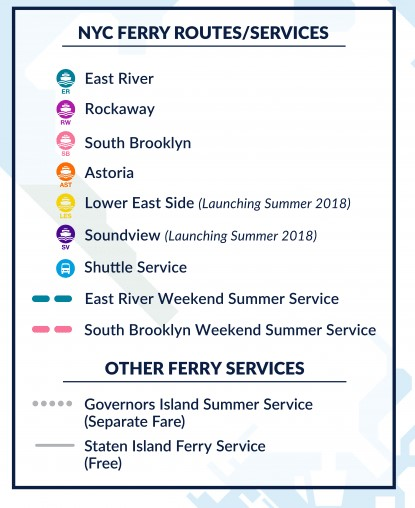 NYC FERRY ROUTES/SERVICES
ER East River
RW Rockaway
SB South Brooklyn
AST Astoria
LES Lower East Side (Launching Summer 2018)
SV Soundview (Launching Summer 2018)
Shuttle Service
East River Weekend Summer Service
South Brooklyn Weekend Summer Service
OTHER FERRY SERVICES
Governors Island Summer Service
(Separate Fare)
Staten Island Ferry Service
(Free)